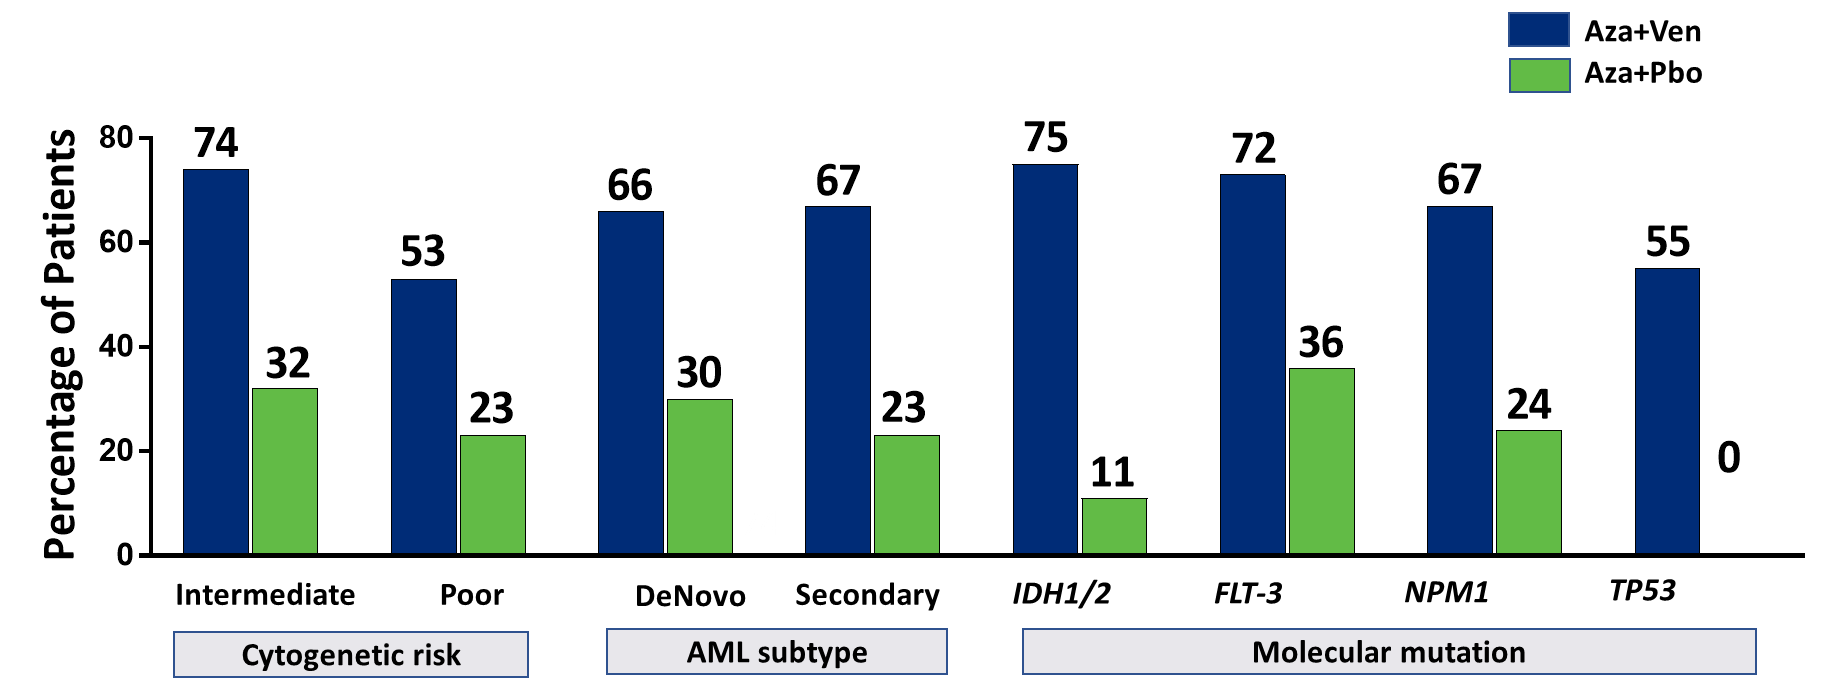 Aza+Ven
Aza+Pbo
Percentage of Patients
80
60
40
20
0
74
32
53
23
66
30
67
23
75
11
72
36
67
24
55
0
Intermediate
Poor
DeNovo
Secondary
IDH1/2
FLT-3
NPM1
TP53
Cytogenetic risk
AML subtype
Molecular mutation